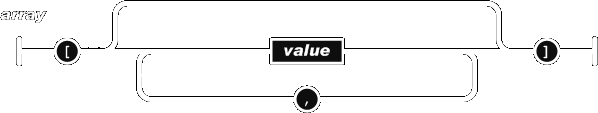 array
[ value ]
,